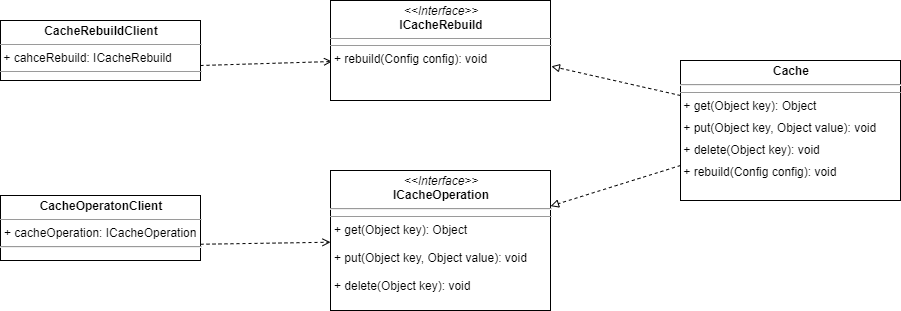 CacheRebuildClient
+ cahceRebuild: ICacheRebuild
<<Interface>>
ICacheRebuild
+ rebuild(Config config): void
Cache
+ get(Object key): Object
+ put(Object key, Object value): void
+ delete(Object key): void
+ rebuild(Config config): void
CacheOperatonClient
+ cacheOperation: ICacheOperation
<<Interface>>
ICacheOperation
+ get(Object key): Object
+ put(Object key, Object value): void
+ delete(Object key): void